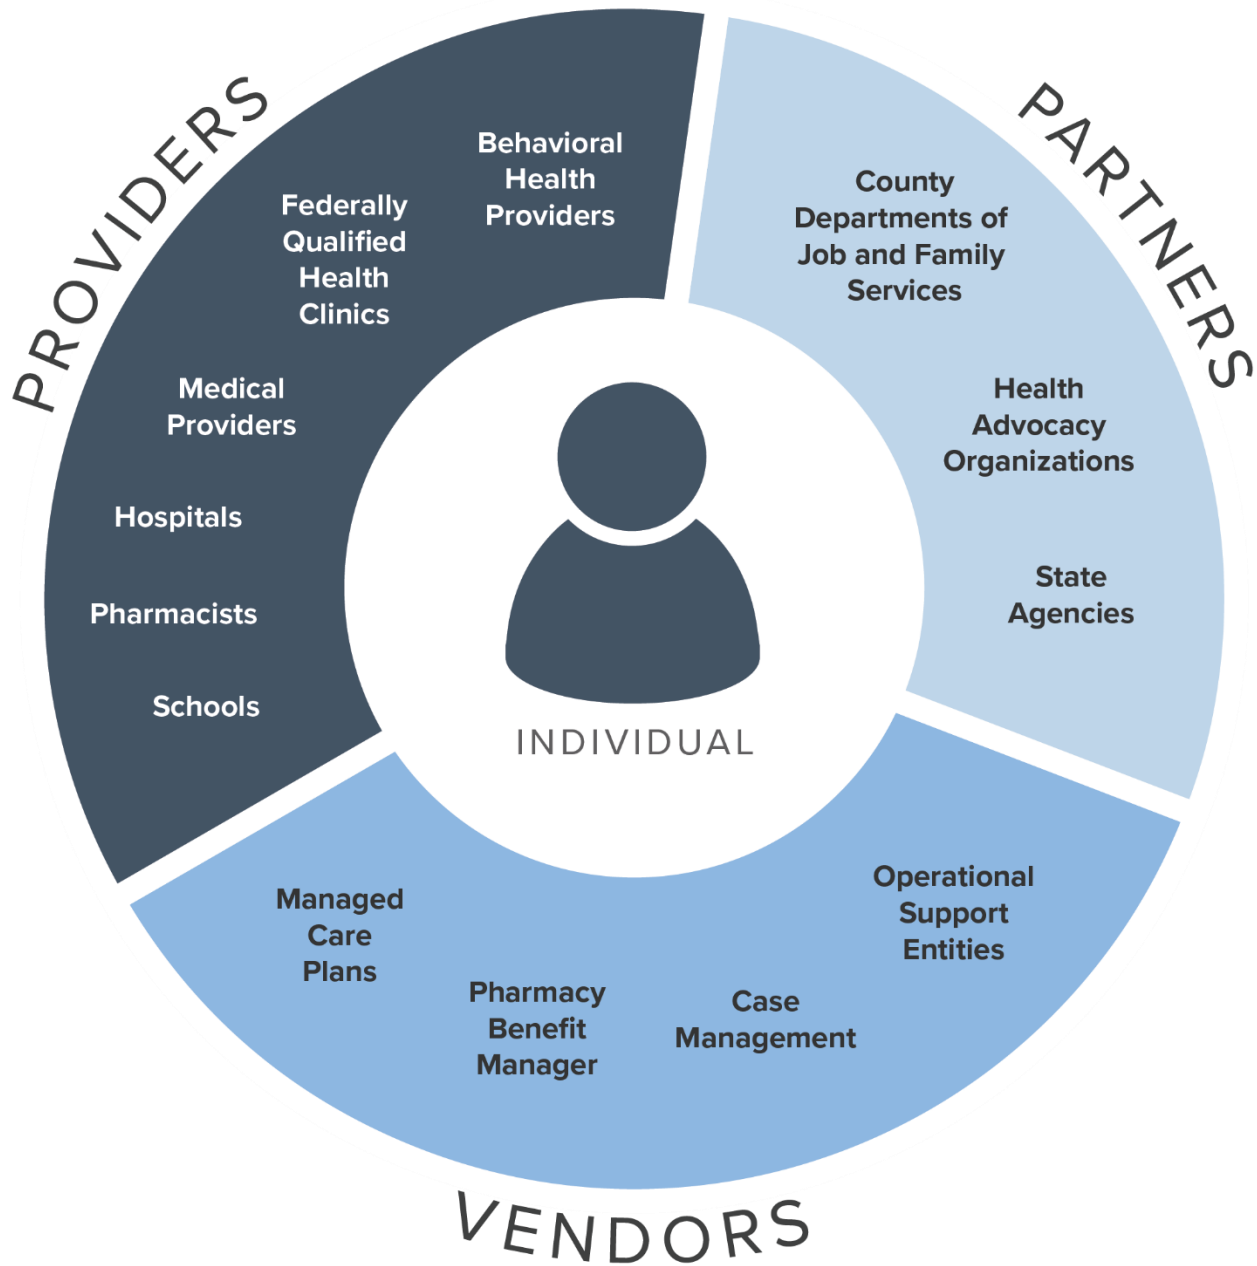 PROVIDERS
Behavioral
Health
Providers
Federally
Qualified
Health
Clinics
Medical
Providers
Hospitals
Pharmacists
Schools
PARTNERS
County
Departments of
Job and Family
Services
Health
Advocacy
Organizations
State
Agencies
INDIVIDUAL
Managed
Care
Plans
Pharmacy
Benefit
Manager
Case
Management
Operational
Support
Entities
VENDORS